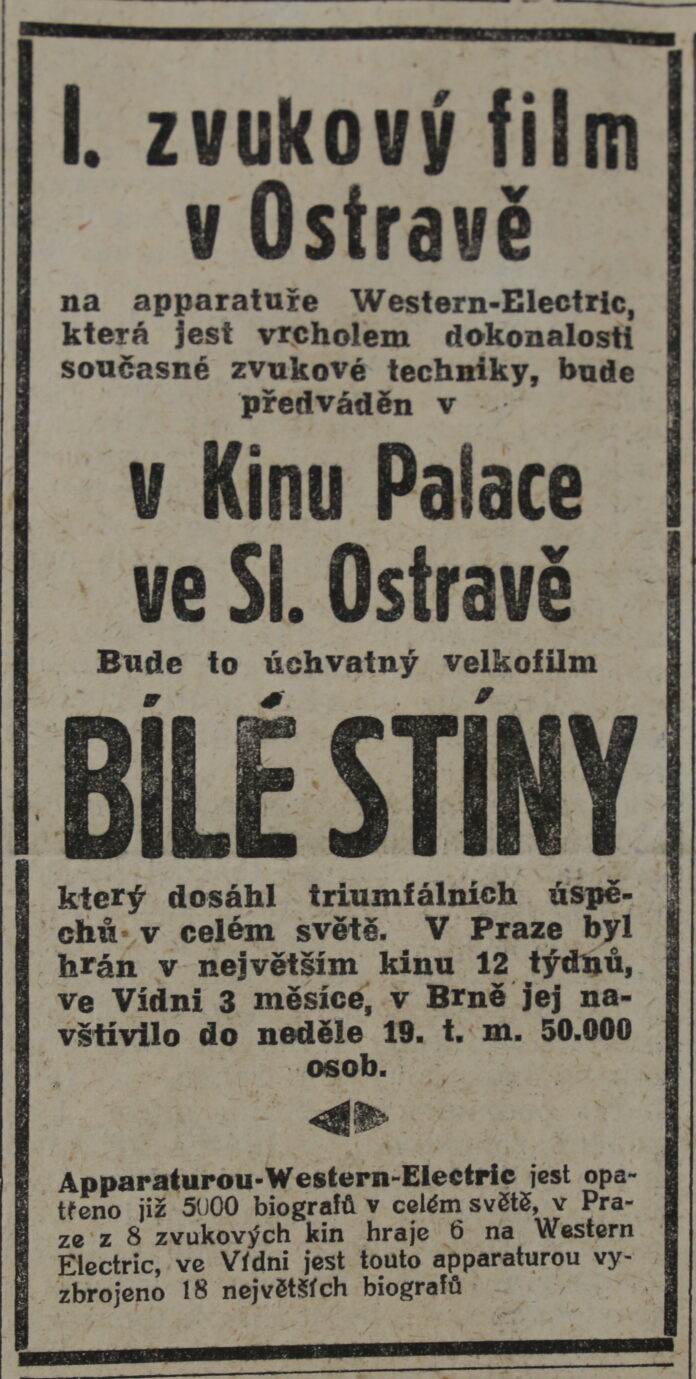 I. zvukový film
v Ostravě
na apparatuře Western-Electric,
která jest vrcholem dokonalosti
současné zvukové techniky, bude
předváděn v
v Kinu Palace
ve Sl. Ostravě
Bude to úchvatný velkofilm
BÍLÉ STÍNY
který dosáhl triumfálních úspě-
chů v celém světě. V Praze byl
hrán v největším kinu 12 týdnů,
ve Vídni 3 měsíce, v Brně jej na-
vštívilo do neděle 19. t. m. 50.000
osob.
Apparaturou-Western-Electric jest opa-
třeno již 5000 biografů v celém světě, v Pra-
ze z 8 zvukových kin hraje 6 na Western
Electric, ve Vídni jest touto apparaturou vy-
zbrojeno 18 největších biografů